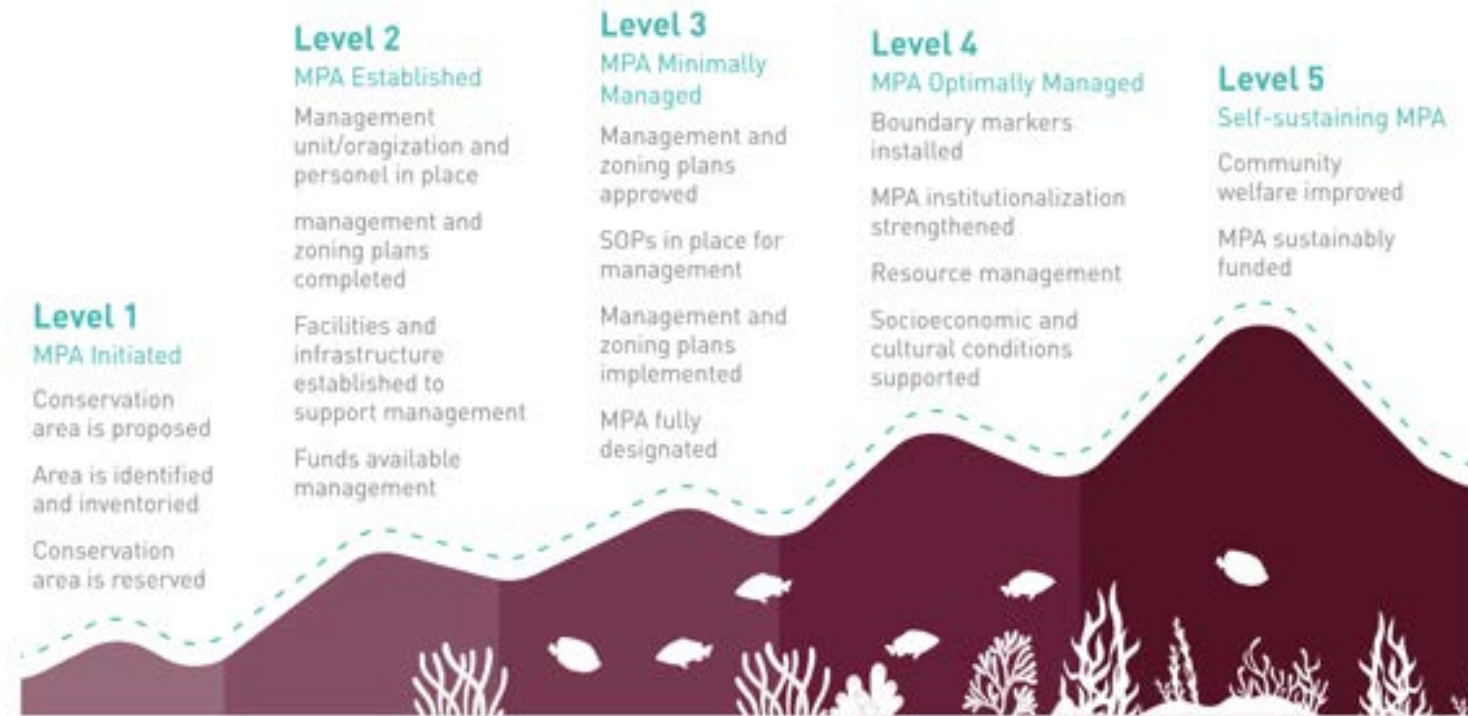 Level 1
MPA Initiated
Conservation
area is proposed
Area is identified
and inventoried
Conservation
area is reserved
Level 2
MPA Established
Management
unit/oragization and
personel in place
management and
zoning plans
completed
Facilities and
infrastructure
established to
support management
Funds available
management
Level 3
MPA Minimally
Managed
Management and
zoning plans
approved
SOPs in place for
management
Management and
zoning plans
implemented
MPA fully
designated
Level 4
MPA Optimally Managed
Boundary markers
installed
MPA institutionalization
strengthened
Resource management
Socioeconomic and
cultural conditions
supported
Level 5
Self-sustaining MPA
Community
welfare improved
MPA sustainably
funded